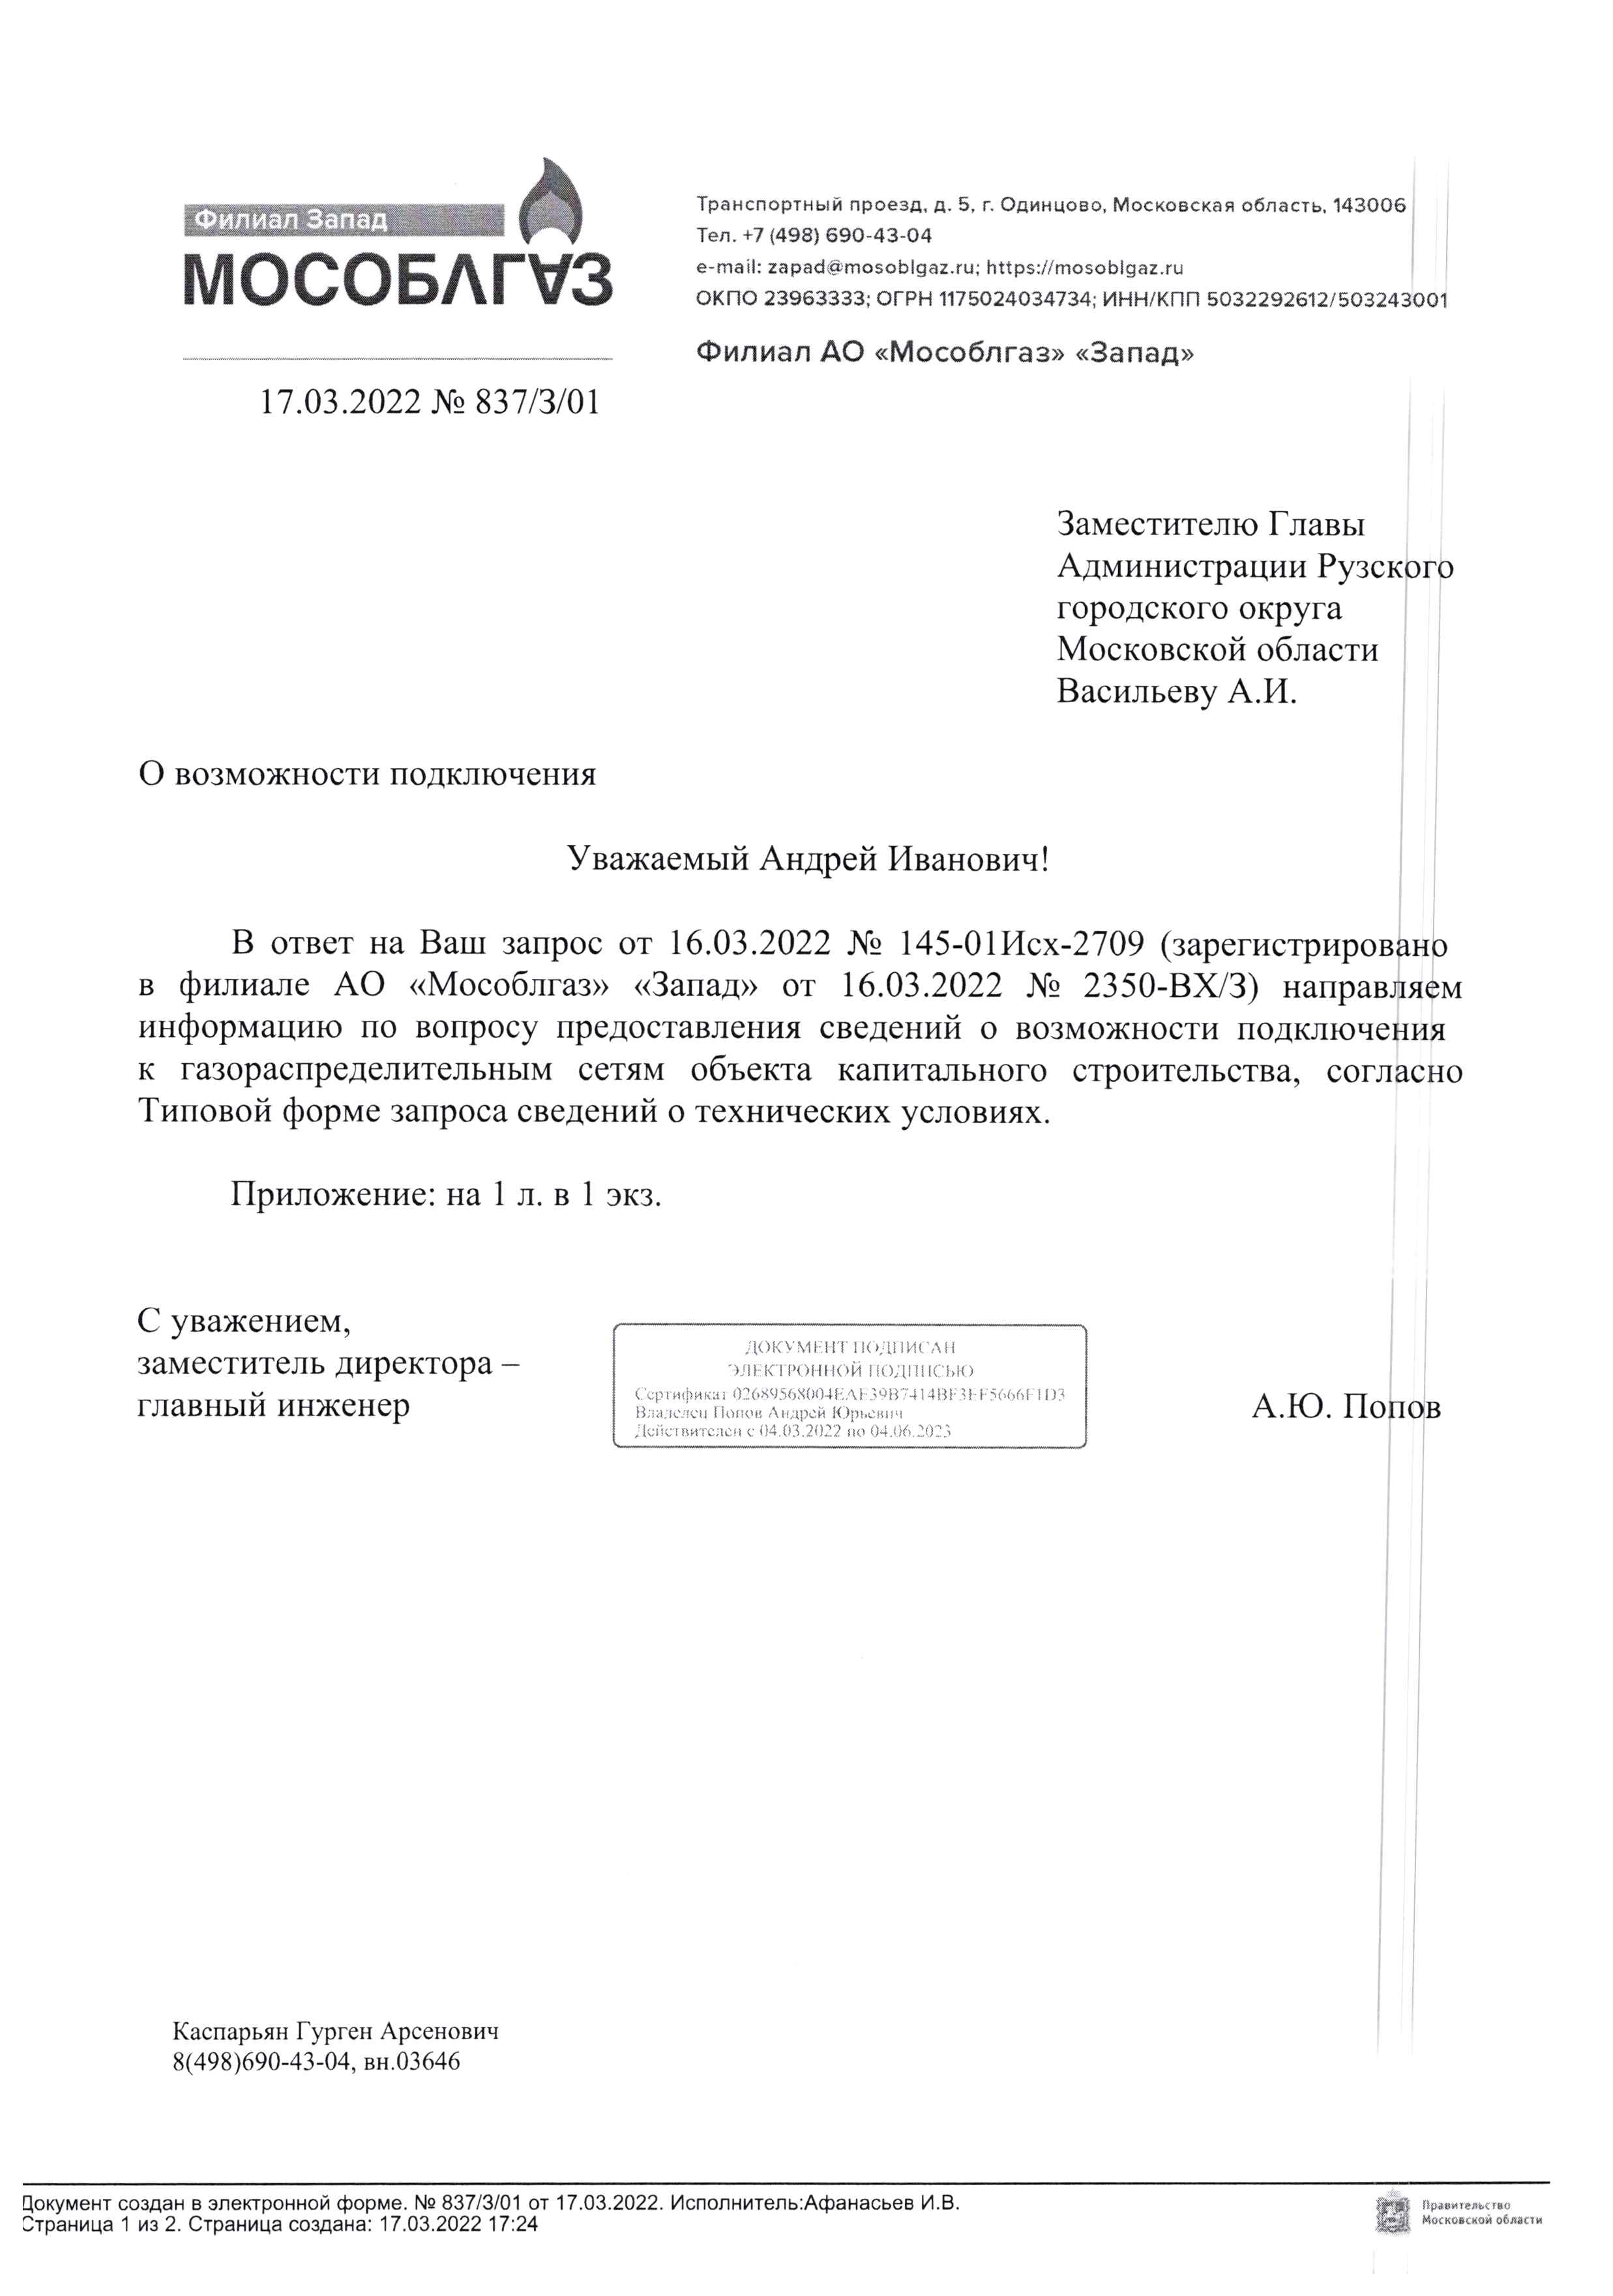 Филиал Запад
МОСОБЛГАЗ
Транспортный проезд, д. 5, г. Одинцово, Московская область, 143006
Тел. +7 (498) 690-43-04
e-mail: zapad@mosoblgaz.ru; https://mosoblgaz.ru
ОКПО 23963333; ОГРН 1175024034734; ИНН/КПП 5032292612/503243001
Филиал АО «Мособлгаз» «Запад»
17.03.2022 № 837/З/01
Заместителю Главы
Администрации Рузского
городского округа
Московской области
Васильеву А.И.
О возможности подключения
Уважаемый Андрей Иванович!
В ответ на Ваш запрос от 16.03.2022 № 145-01Исх-2709 (зарегистрировано
в филиале АО «Мособлгаз» «Запад» от 16.03.2022 № 2350-ВХ/З) направляем
информацию по вопросу предоставления сведений о возможности подключения
к газораспределительным сетям объекта капитального строительства, согласно
Типовой форме запроса сведений о технических условиях.
Приложение: на 1 л. в 1 экз.
С уважением,
заместитель директора –
главный инженер
ДОКУМЕНТ ПОДПИСАН
ЭЛЕКТРОННОЙ ПОДПИСЬЮ
Сертификат
Владелец Попов Андрей Юрьевич
Действителен с 04.03.2022 по 04.06.2023
А.Ю. Попов
Каспарьян Гурген Арсенович
8(498)690-43-04, вн.03646
Документ создан в электронной форме. № 837/З/01 от 17.03.2022. Исполнитель:Афанасьев И.В.
Страница 1 из 2. Страница создана: 17.03.2022 17:24
Правительство
Московской области